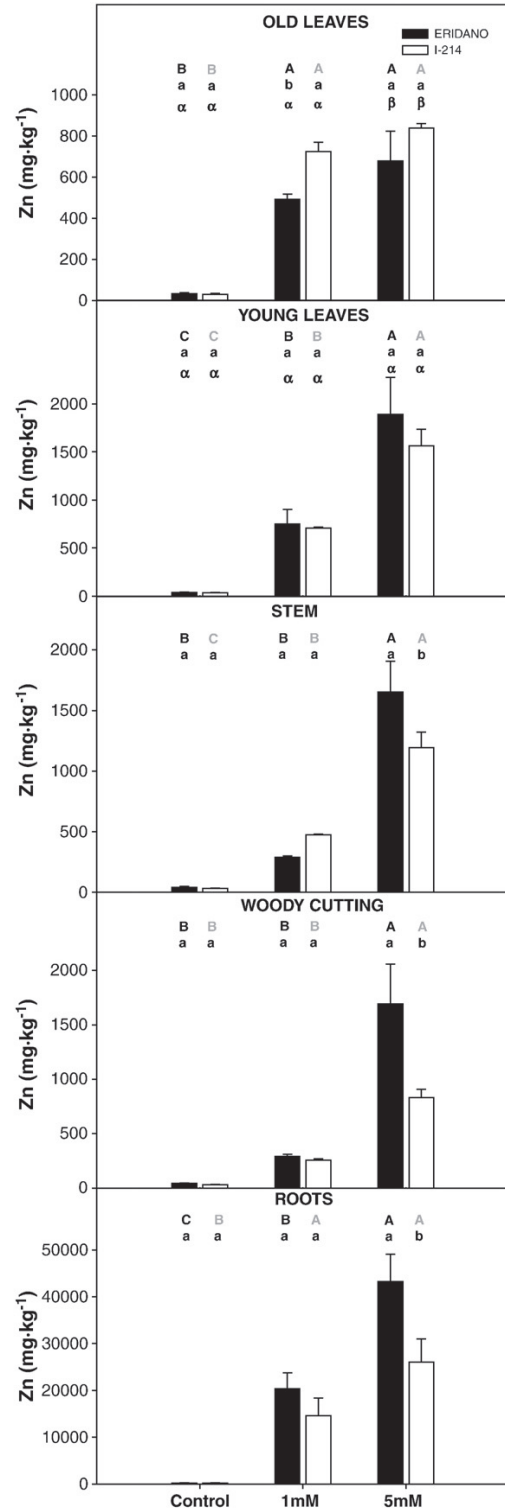 OLD LEAVES
ERIDANO
I-214
B B A A A A
a a b a a a
α α α α β β
1000
800
600
400
200
0
Zn (mg·kg⁻¹)
YOUNG LEAVES
C C B B A A
a a a a a a
α α α α α α
2000
1500
1000
500
0
Zn (mg·kg⁻¹)
STEM
B C B B A A
a a a a a b
2000
1500
1000
500
0
Zn (mg·kg⁻¹)
WOODY CUTTING
B B B B A A
a a a a a b
2000
1500
1000
500
0
Zn (mg·kg⁻¹)
ROOTS
C B B A A A
a a a a a b
50000
40000
30000
20000
10000
0
Zn (mg·kg⁻¹)
Control 1mM 5mM